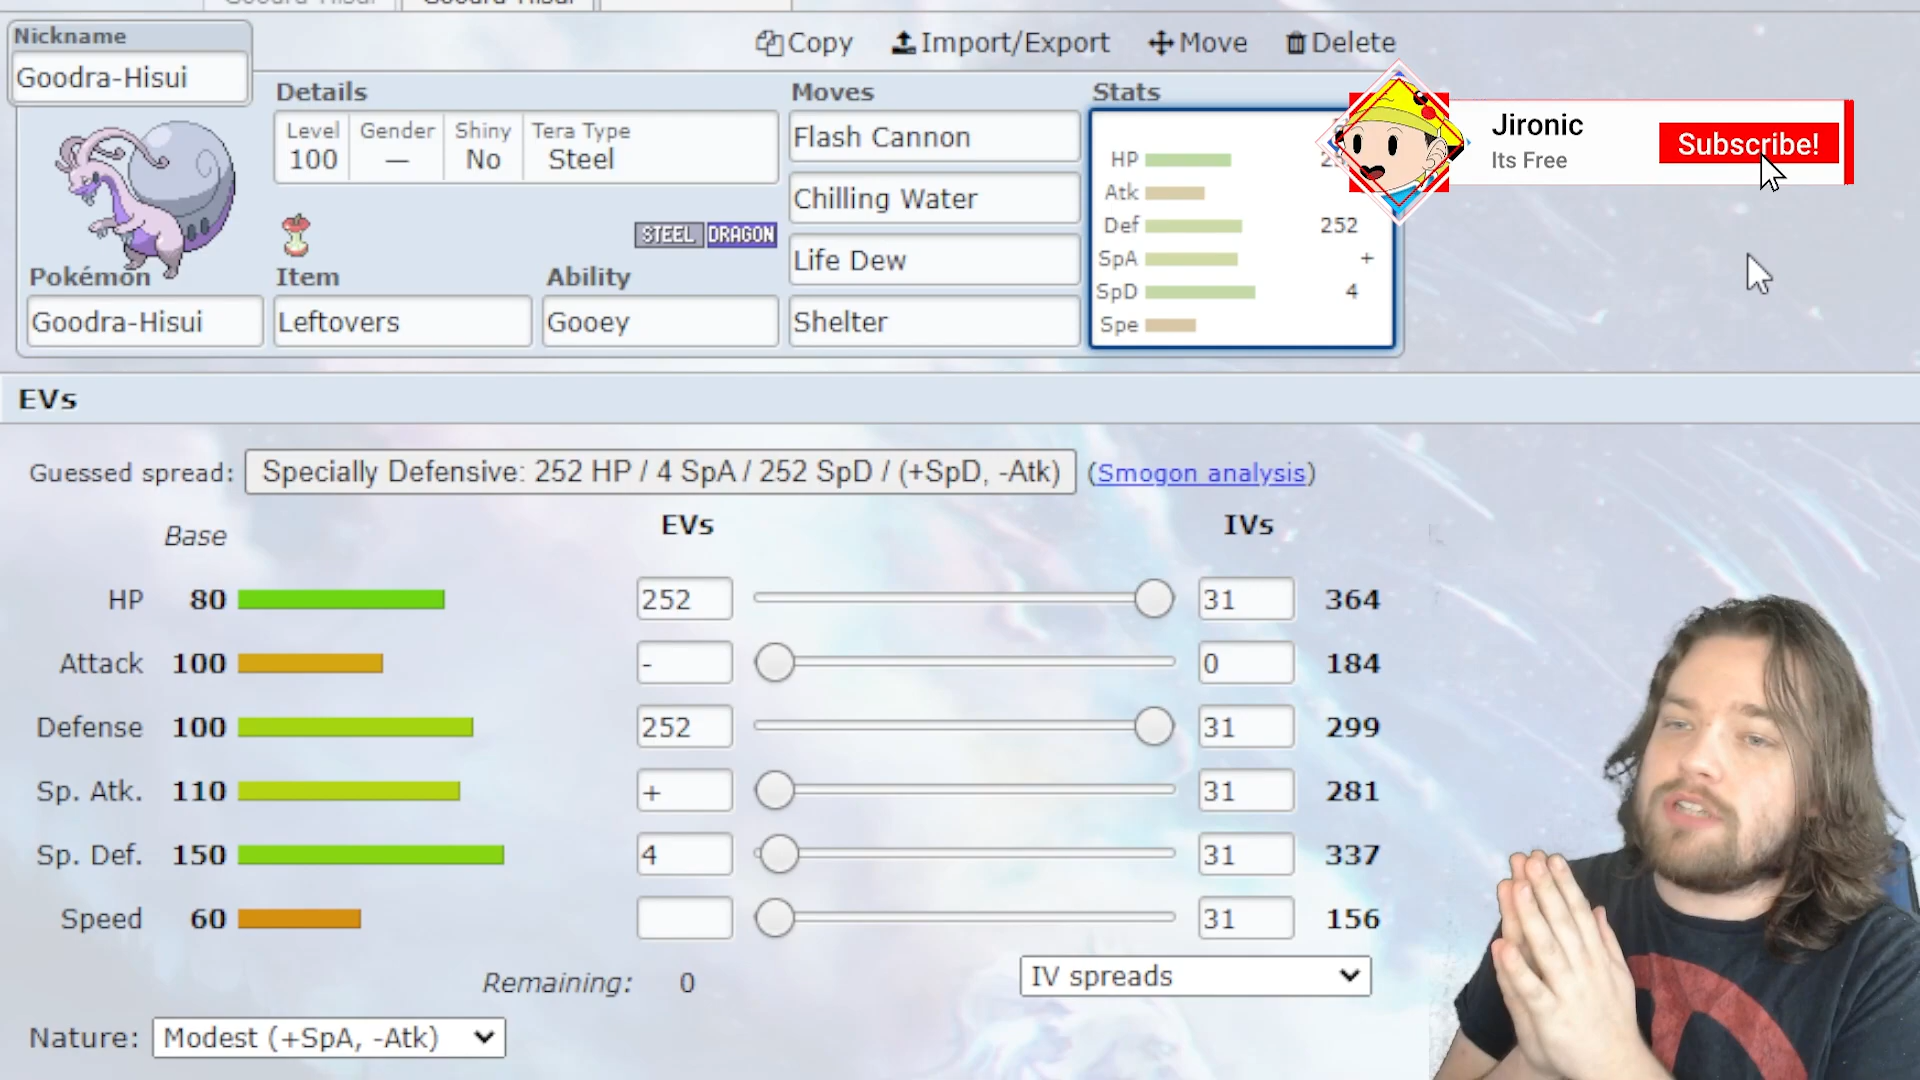 Nickname
Goodra-Hisui
Copy Import/Export Move Delete
Details
Level 100
Gender —
Shiny No
Tera Type Steel
STEEL DRAGON
Pokémon
Goodra-Hisui
Item
Leftovers
Ability
Gooey
Moves
Flash Cannon
Chilling Water
Life Dew
Shelter
Stats
HP
Atk
Def 252
SpA +
SpD 4
Spe
Jironic
Its Free
Subscribe!
EVs
Guessed spread: Specially Defensive: 252 HP / 4 SpA / 252 SpD / (+SpD, -Atk) (Smogon analysis)
Base EVs IVs
HP 80 252 31 364
Attack 100 - 0 184
Defense 100 252 31 299
Sp. Atk. 110 + 31 281
Sp. Def. 150 4 31 337
Speed 60 31 156
Remaining: 0
IV spreads
Nature: Modest (+SpA, -Atk)